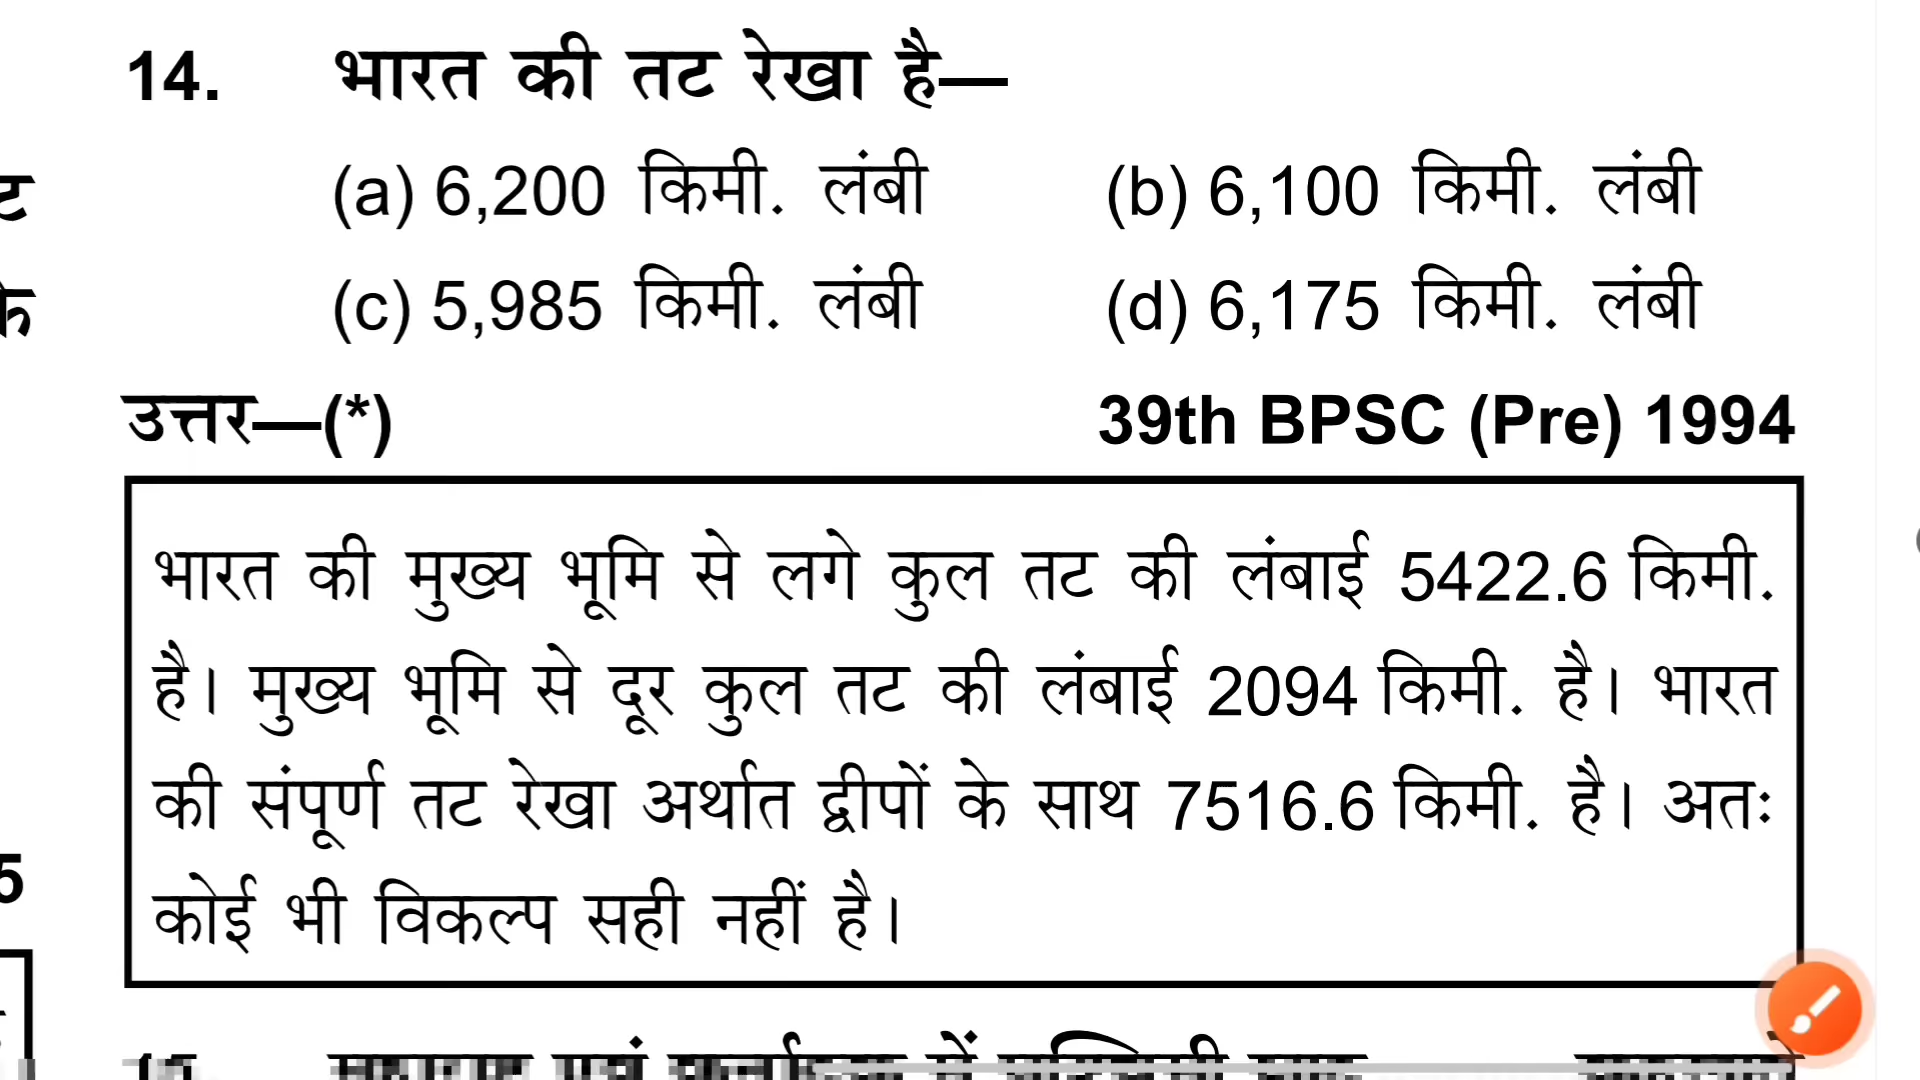 14. भारत की तट रेखा है—
(a) 6,200 किमी. लंबी (b) 6,100 किमी. लंबी
ट
(c) 5,985 किमी. लंबी (d) 6,175 किमी. लंबी
उत्तर—(*) 39th BPSC (Pre) 1994
भारत की मुख्य भूमि से लगे कुल तट की लंबाई 5422.6 किमी.
है। मुख्य भूमि से दूर कुल तट की लंबाई 2094 किमी. है। भारत
की संपूर्ण तट रेखा अर्थात द्वीपों के साथ 7516.6 किमी. है। अतः
5
कोई भी विकल्प सही नहीं है।